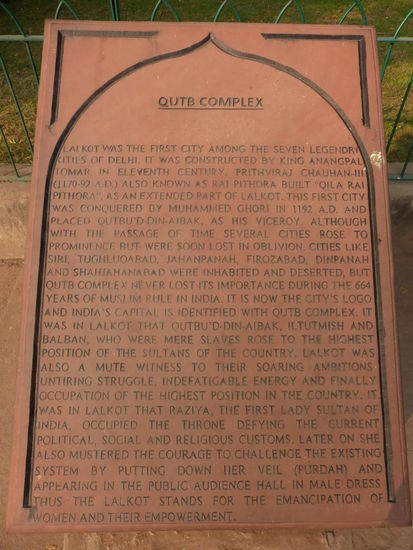 QUTB COMPLEX
LALKOT WAS THE FIRST CITY AMONG THE SEVEN LEGENDRY
CITIES OF DELHI. IT WAS CONSTRUCTED BY KING ANANGPAL
TOMAR IN ELEVENTH CENTURY. PRITHVIRAJ CHAUHAN-III
(1170-92 A.D.) ALSO KNOWN AS RAI PITHORA BUILT "QILA RAI
PITHORA", AS AN EXTENDED PART OF LALKOT. THIS FIRST CITY
WAS CONQUERED BY MUHAMMED GHORI IN 1192 A.D. AND
PLACED QUTBU'D-DIN-AIBAK, AS HIS VICEROY. ALTHOUGH
WITH THE PASSAGE OF TIME SEVERAL CITIES ROSE TO
PROMINENCE BUT WERE SOON LOST IN OBLIVION. CITIES LIKE
SIRI, TUGHLUQABAD, JAHANPANAH, FIROZABAD, DINPANAH
AND SHAHJAHANABAD WERE INHABITED AND DESERTED, BUT
QUTB COMPLEX NEVER LOST ITS IMPORTANCE DURING THE 664
YEARS OF MUSLIM RULE IN INDIA. IT IS NOW THE CITY'S LOGO
AND INDIA'S CAPITAL IS IDENTIFIED WITH QUTB COMPLEX. IT
WAS IN LALKOT THAT QUTBU'D-DIN-AIBAK, ILTUTMISH AND
BALBAN, WHO WERE MERE SLAVES ROSE TO THE HIGHEST
POSITION OF THE SULTANS OF THE COUNTRY. LALKOT WAS
ALSO A MUTE WITNESS TO THEIR SOARING AMBITIONS
UNTIRING STRUGGLE, INDEFATIGABLE ENERGY AND FINALLY
OCCUPATION OF THE HIGHEST POSITION IN THE COUNTRY. IT
WAS IN LALKOT THAT RAZIYA, THE FIRST LADY SULTAN OF
INDIA, OCCUPIED THE THRONE DEFYING THE CURRENT
POLITICAL, SOCIAL AND RELIGIOUS CUSTOMS. LATER ON SHE
ALSO MUSTERED THE COURAGE TO CHALLENGE THE EXISTING
SYSTEM BY PUTTING DOWN HER VEIL (PURDAH) AND
APPEARING IN THE PUBLIC AUDIENCE HALL IN MALE DRESS
THUS THE LALKOT STANDS FOR THE EMANCIPATION OF
WOMEN AND THEIR EMPOWERMENT.